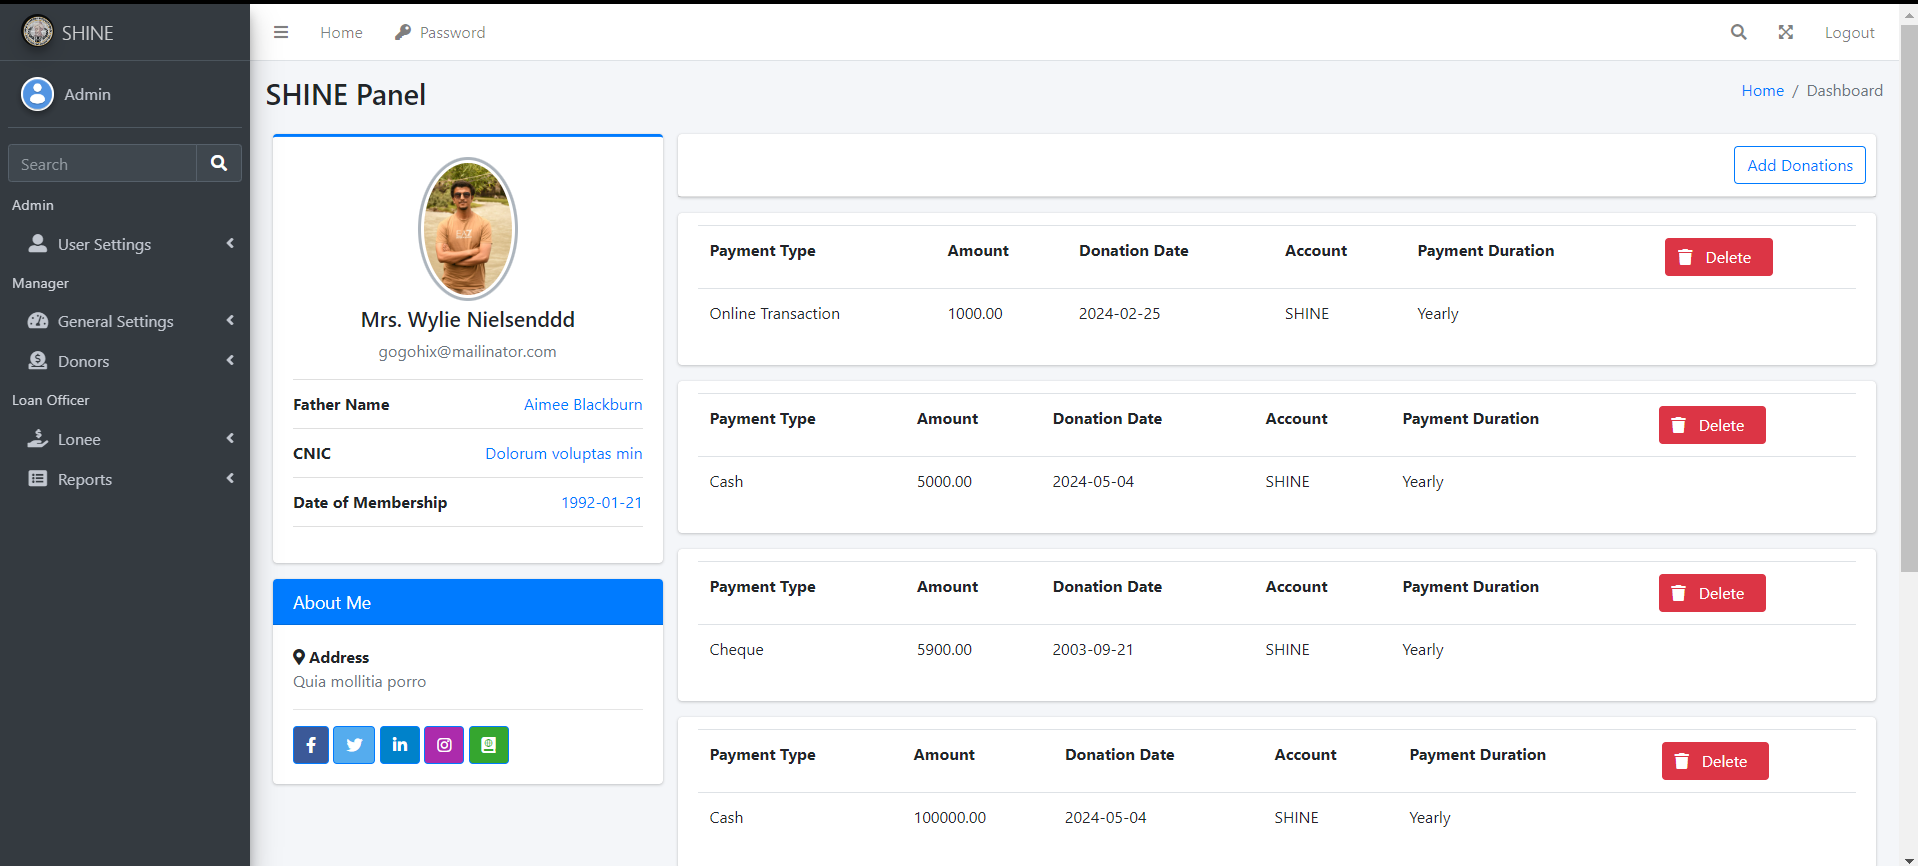 SHINE
Admin
Search
Admin
User Settings
Manager
General Settings
Donors
Loan Officer
Lonee
Reports
Home Password Logout
SHINE Panel
Home / Dashboard
Mrs. Wylie Nielsenddd
gogohix@mailinator.com
Father Name Aimee Blackburn
CNIC Dolorum voluptas min
Date of Membership 1992-01-21
About Me
Address
Quia mollitia porro
Add Donations
Payment Type Amount Donation Date Account Payment Duration Delete
Online Transaction 1000.00 2024-02-25 SHINE Yearly
Payment Type Amount Donation Date Account Payment Duration Delete
Cash 5000.00 2024-05-04 SHINE Yearly
Payment Type Amount Donation Date Account Payment Duration Delete
Cheque 5900.00 2003-09-21 SHINE Yearly
Payment Type Amount Donation Date Account Payment Duration Delete
Cash 100000.00 2024-05-04 SHINE Yearly